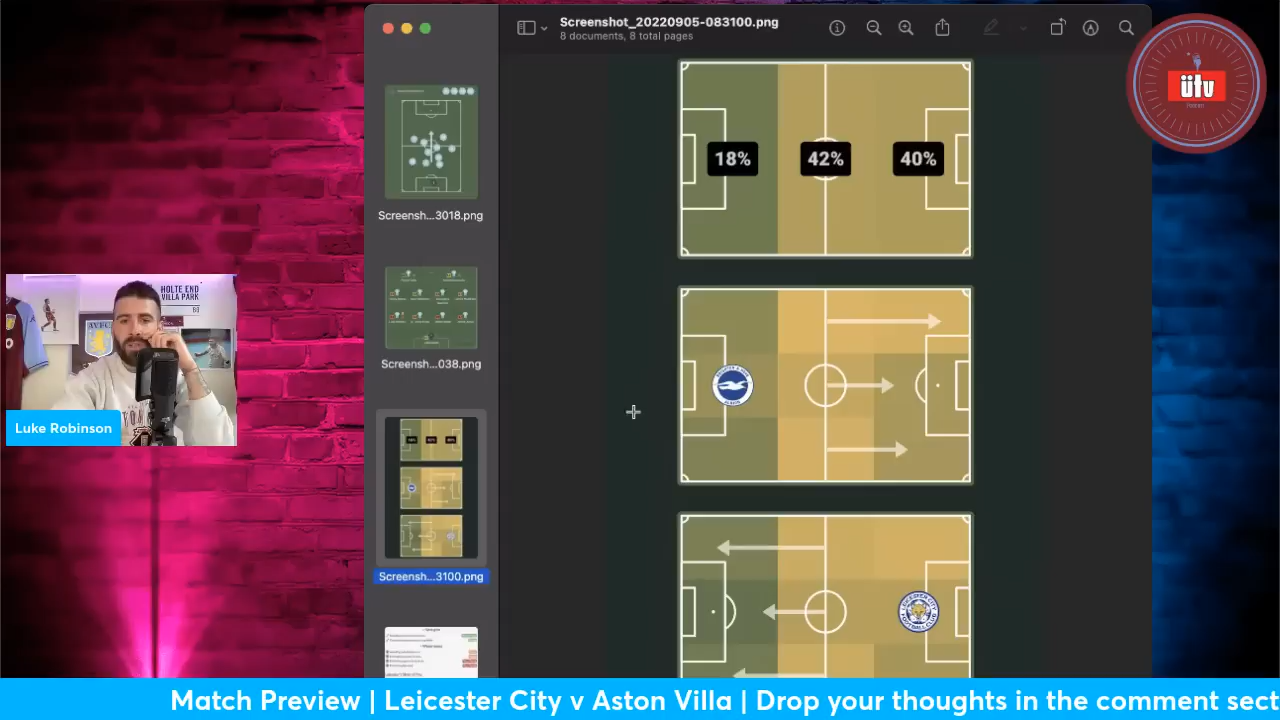 Screenshot_20220905-083100.png
8 documents, 8 total pages
ütv
Screensh...3018.png
18%
42%
40%
HOLTE END
VILLA PARK
AVFC
Screensh...038.png
Luke Robinson
Screensh...3100.png
Match Preview | Leicester City v Aston Villa | Drop your thoughts in the comment sect